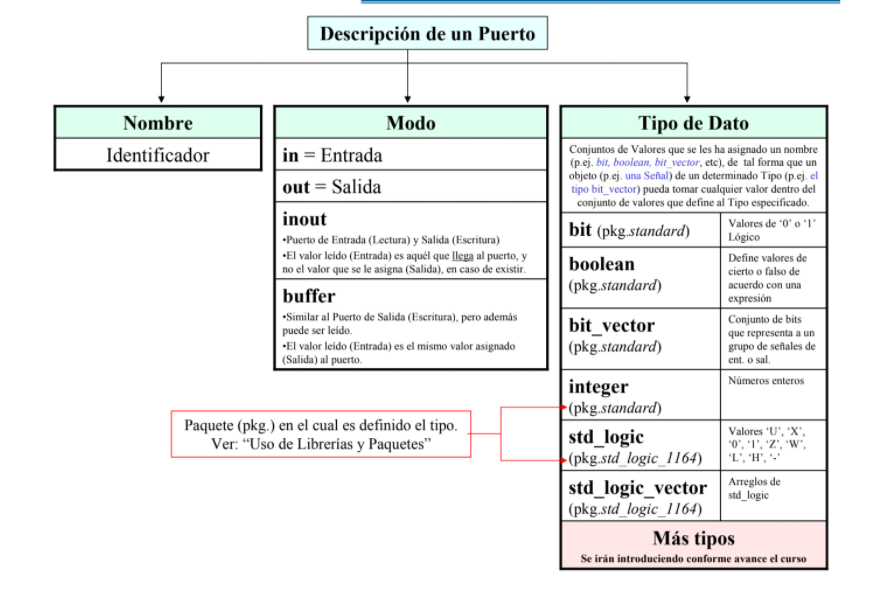 Descripción de un Puerto
Nombre
Identificador
Modo
in = Entrada
out = Salida
inout
•Puerto de Entrada (Lectura) y Salida (Escritura)
•El valor leído (Entrada) es aquél que llega al puerto, y
no el valor que se le asigna (Salida), en caso de existir.
buffer
•Similar al Puerto de Salida (Escritura), pero además
puede ser leído.
•El valor leído (Entrada) es el mismo valor asignado
(Salida) al puerto.
Tipo de Dato
Conjuntos de Valores que se les ha asignado un nombre
(p.ej. bit, boolean, bit_vector, etc), de tal forma que un
objeto (p.ej. una Señal) de un determinado Tipo (p.ej. el
tipo bit_vector) pueda tomar cualquier valor dentro del
conjunto de valores que define al Tipo especificado.
bit (pkg.standard)
Valores de ‘0’ o ‘1’
Lógico
boolean
(pkg.standard)
Define valores de
cierto o falso de
acuerdo con una
expresión
bit_vector
(pkg.standard)
Conjunto de bits
que representa a un
grupo de señales de
ent. o sal.
integer
(pkg.standard)
Números enteros
std_logic
(pkg.std_logic_1164)
Valores ‘U’, ‘X’,
‘0’, ‘1’, ‘Z’, ‘W’,
‘L’, ‘H’, ‘-’
std_logic_vector
(pkg.std_logic_1164)
Arreglos de
std_logic
Más tipos
Se irán introduciendo conforme avance el curso
Paquete (pkg.) en el cual es definido el tipo.
Ver: “Uso de Librerías y Paquetes”